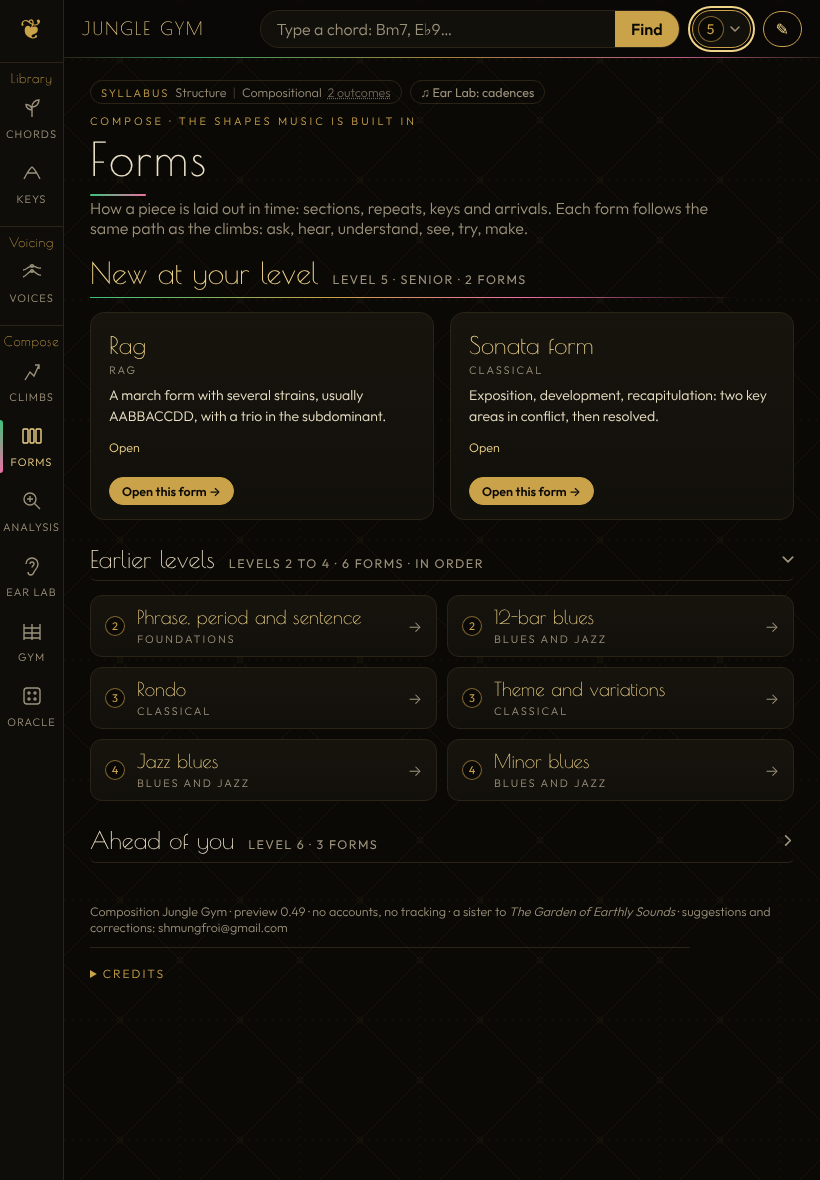 JUNGLE GYM
Type a chord: Bm7, E♭9…
Find
5
Library
CHORDS
KEYS
Voicing
VOICES
Compose
CLIMBS
FORMS
ANALYSIS
EAR LAB
GYM
ORACLE
SYLLABUS Structure | Compositional 2 outcomes
♫ Ear Lab: cadences
COMPOSE · THE SHAPES MUSIC IS BUILT IN
Forms
How a piece is laid out in time: sections, repeats, keys and arrivals. Each form follows the
same path as the climbs: ask, hear, understand, see, try, make.
New at your level LEVEL 5 · SENIOR · 2 FORMS
Rag
RAG
A march form with several strains, usually
AABBACCDD, with a trio in the subdominant.
Open
Open this form →
Sonata form
CLASSICAL
Exposition, development, recapitulation: two key
areas in conflict, then resolved.
Open
Open this form →
Earlier levels LEVELS 2 TO 4 · 6 FORMS · IN ORDER
2 Phrase, period and sentence →
FOUNDATIONS
2 12-bar blues →
BLUES AND JAZZ
3 Rondo →
CLASSICAL
3 Theme and variations →
CLASSICAL
4 Jazz blues →
BLUES AND JAZZ
4 Minor blues →
BLUES AND JAZZ
Ahead of you LEVEL 6 · 3 FORMS
Composition Jungle Gym · preview 0.49 · no accounts, no tracking · a sister to The Garden of Earthly Sounds · suggestions and
corrections: shmungfroi@gmail.com
CREDITS